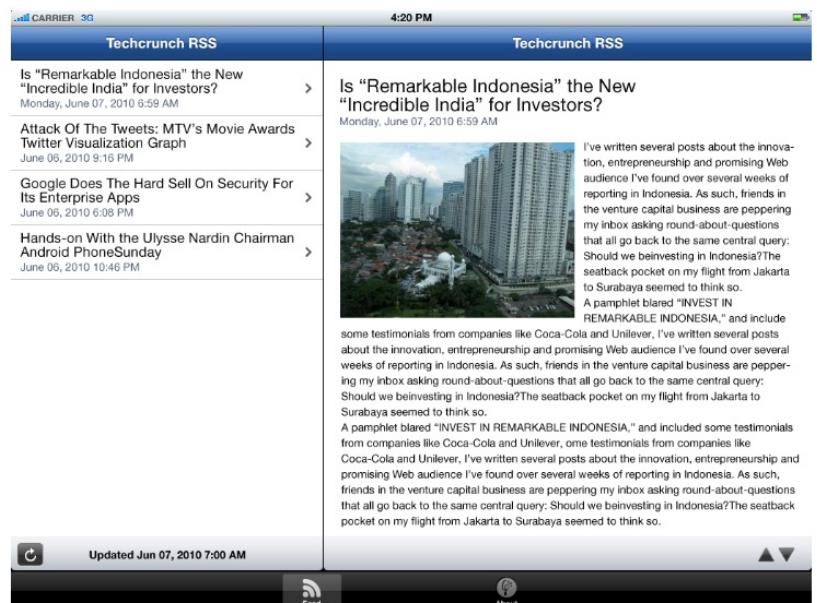 CARRIER 3G
4:20 PM
Techcrunch RSS
Is “Remarkable Indonesia” the New
“Incredible India” for Investors?
Monday, June 07, 2010 6:59 AM
Attack Of The Tweets: MTV’s Movie Awards
Twitter Visualization Graph
June 06, 2010 9:16 PM
Google Does The Hard Sell On Security For
Its Enterprise Apps
June 06, 2010 6:08 PM
Hands-on With the Ulysse Nardin Chairman
Android PhoneSunday
June 06, 2010 10:46 PM
Updated Jun 07, 2010 7:00 AM
Techcrunch RSS
Is “Remarkable Indonesia” the New
“Incredible India” for Investors?
Monday, June 07, 2010 6:59 AM
I’ve written several posts about the innova-
tion, entrepreneurship and promising Web
audience I’ve found over several weeks of
reporting in Indonesia. As such, friends in
the venture capital business are peppering
my inbox asking round-about-questions
that all go back to the same central query:
Should we beinvesting in Indonesia?The
seatback pocket on my flight from Jakarta
to Surabaya seemed to think so.
A pamphlet blared “INVEST IN
REMARKABLE INDONESIA,” and include
some testimonials from companies like Coca-Cola and Unilever, I’ve written several posts
about the innovation, entrepreneurship and promising Web audience I’ve found over several
weeks of reporting in Indonesia. As such, friends in the venture capital business are pepper-
ing my inbox asking round-about-questions that all go back to the same central query:
Should we beinvesting in Indonesia?The seatback pocket on my flight from Jakarta to
Surabaya seemed to think so.
A pamphlet blared “INVEST IN REMARKABLE INDONESIA,” and included some testimonials
from companies like Coca-Cola and Unilever, ome testimonials from companies like
Coca-Cola and Unilever, I’ve written several posts about the innovation, entrepreneurship and
promising Web audience I’ve found over several weeks of reporting in Indonesia. As such,
friends in the venture capital business are peppering my inbox asking round-about-questions
that all go back to the same central query: Should we beinvesting in Indonesia?The seatback
pocket on my flight from Jakarta to Surabaya seemed to think so.
Feed
About